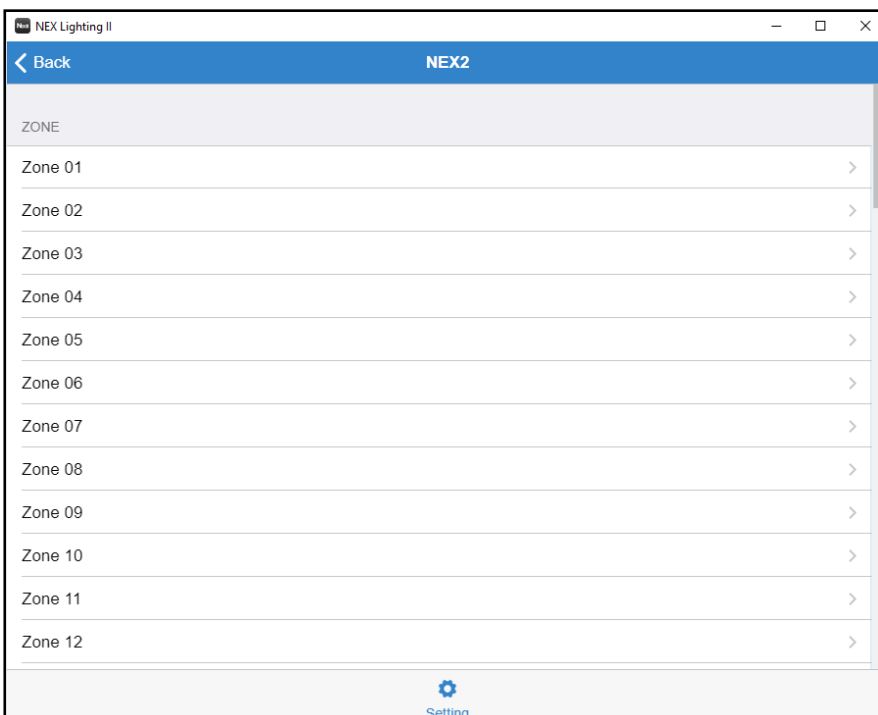 NEX Lighting II
Back
NEX2
ZONE
Zone 01
Zone 02
Zone 03
Zone 04
Zone 05
Zone 06
Zone 07
Zone 08
Zone 09
Zone 10
Zone 11
Zone 12
Setting